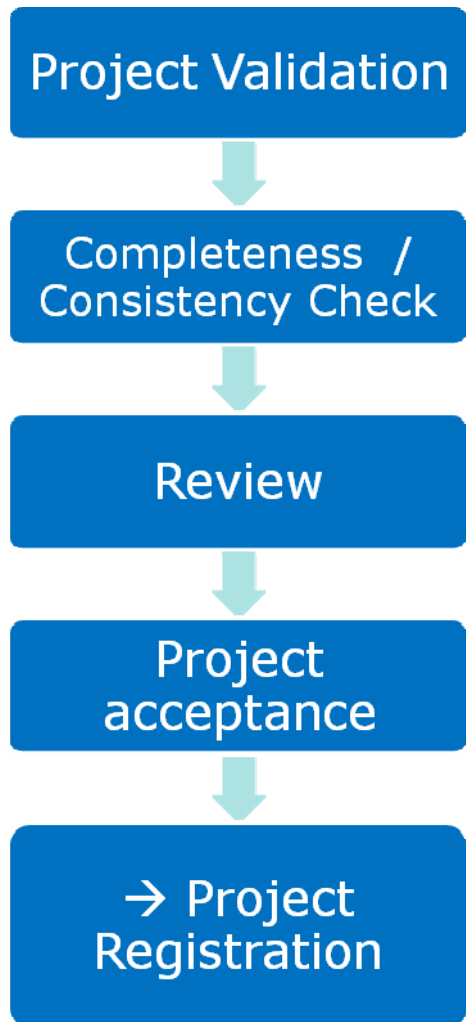 Project Validation
Completeness /
Consistency Check
Review
Project
acceptance
→ Project
Registration